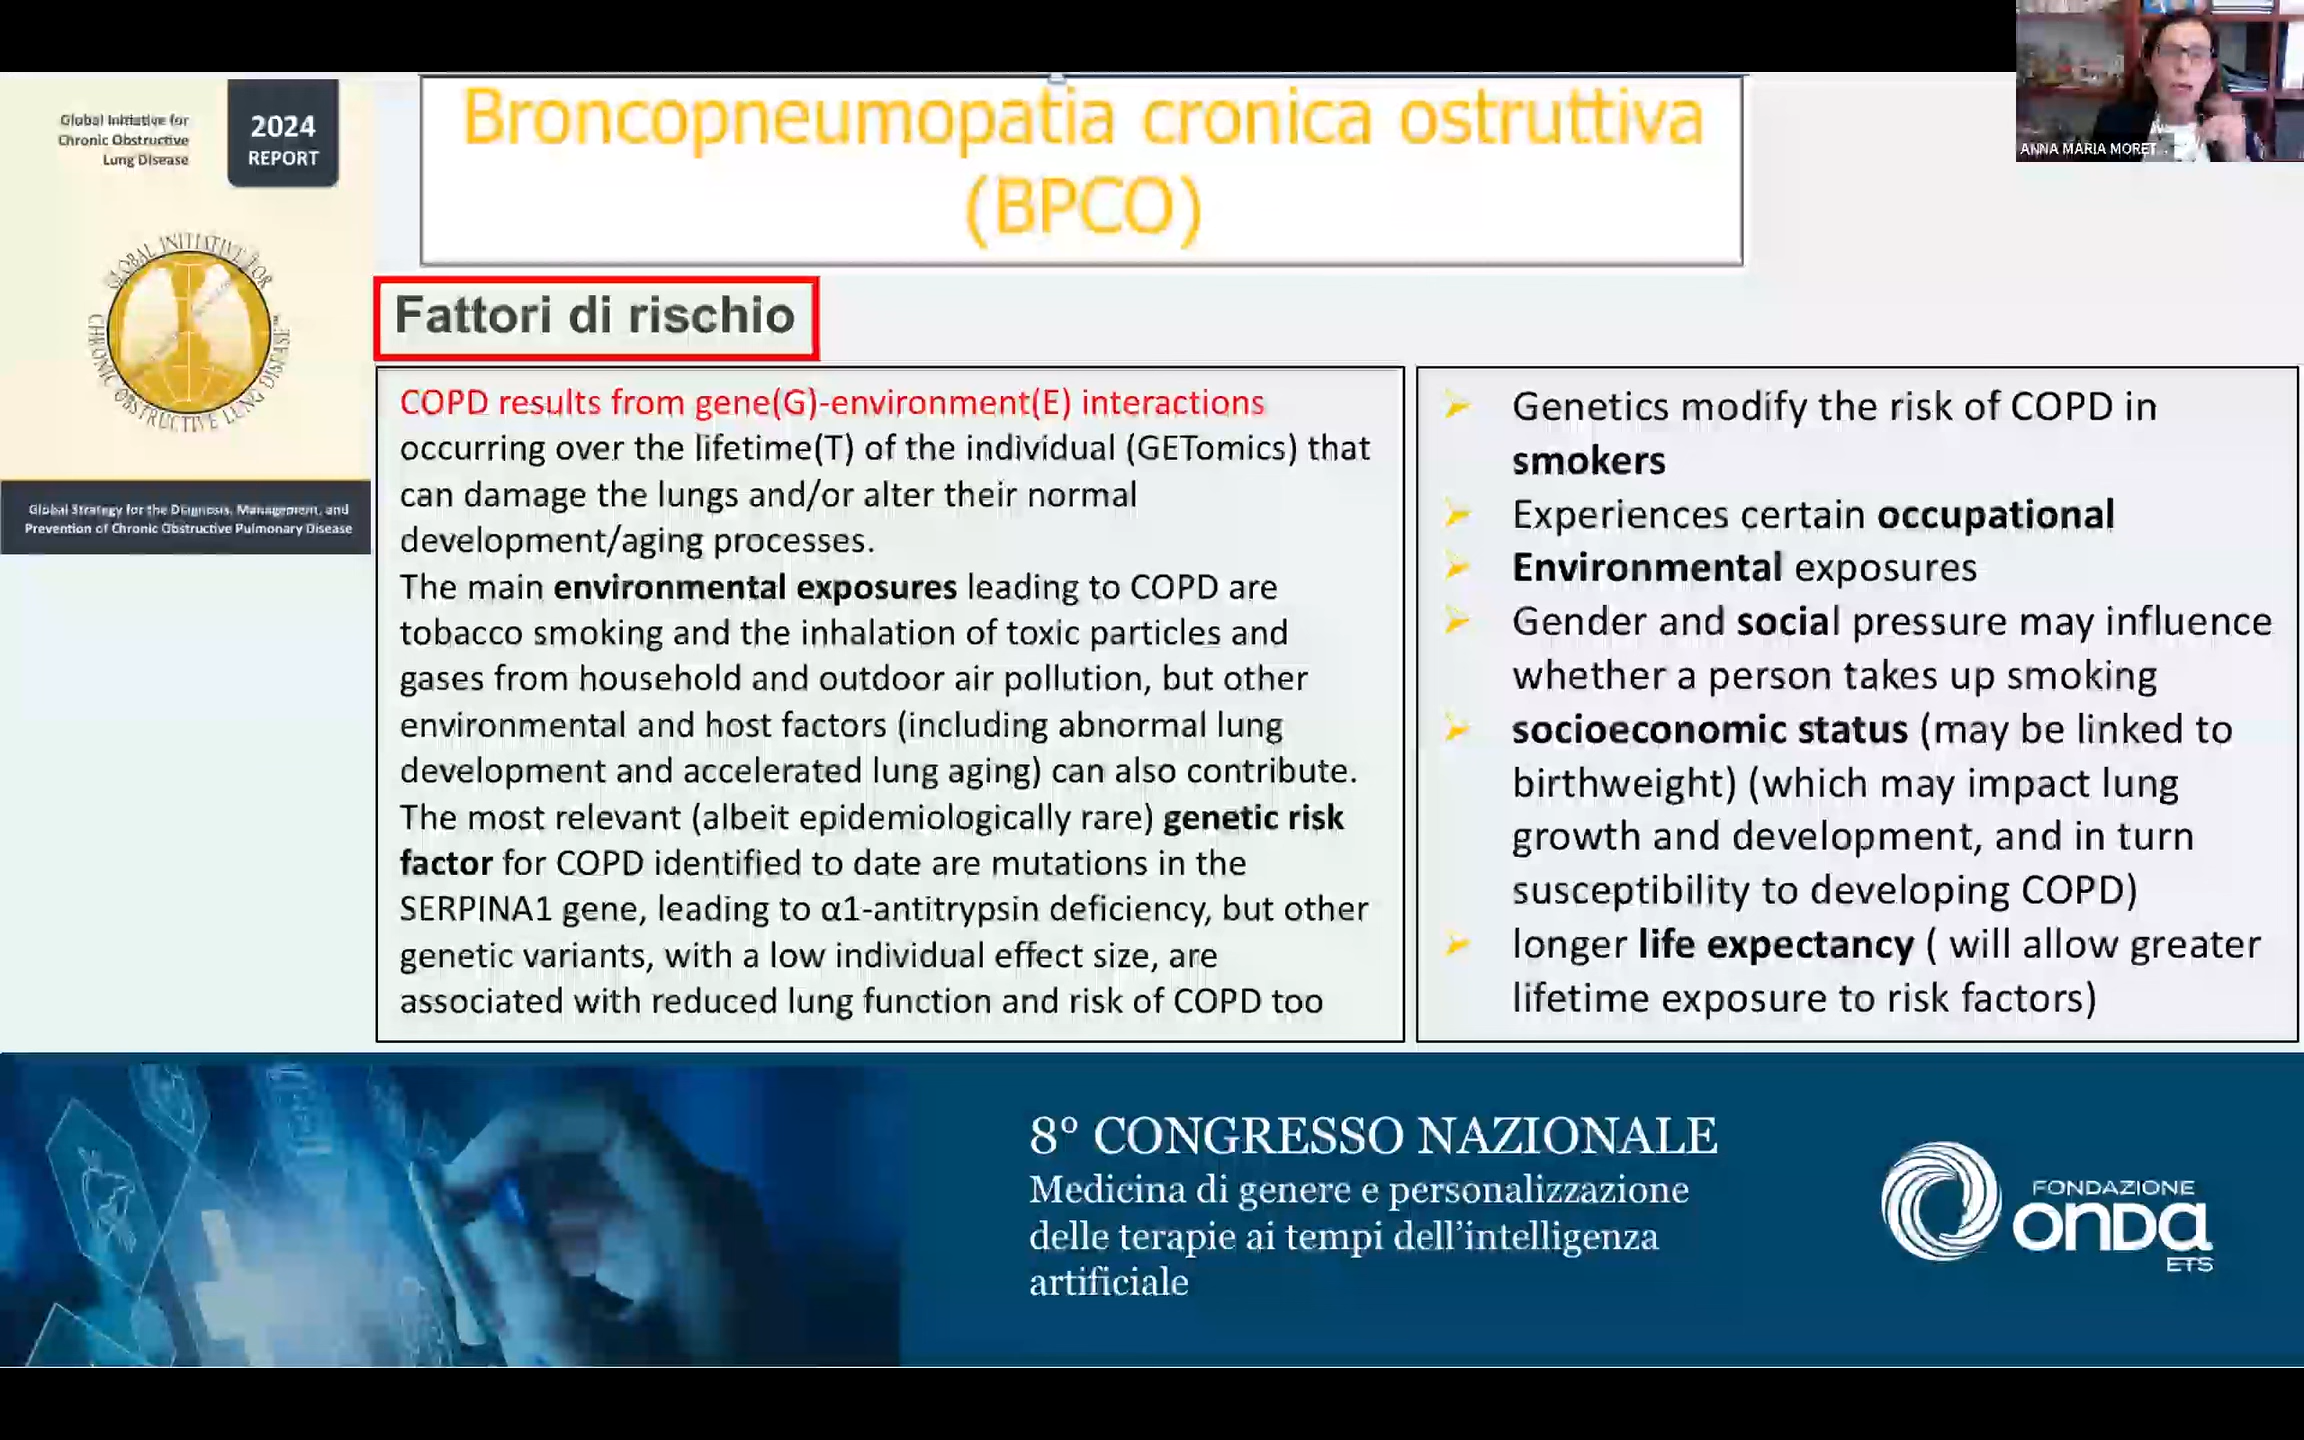 ANNA MARIA MORET
Global Initiative for
Chronic Obstructive
Lung Disease
2024
REPORT
GLOBAL INITIATIVE FOR
CHRONIC OBSTRUCTIVE LUNG DISEASE
Global Strategy for the Diagnosis, Management, and
Prevention of Chronic Obstructive Pulmonary Disease
Broncopneumopatia cronica ostruttiva
(BPCO)
Fattori di rischio
COPD results from gene(G)-environment(E) interactions
occurring over the lifetime(T) of the individual (GETomics) that
can damage the lungs and/or alter their normal
development/aging processes.
The main environmental exposures leading to COPD are
tobacco smoking and the inhalation of toxic particles and
gases from household and outdoor air pollution, but other
environmental and host factors (including abnormal lung
development and accelerated lung aging) can also contribute.
The most relevant (albeit epidemiologically rare) genetic risk
factor for COPD identified to date are mutations in the
SERPINA1 gene, leading to α1-antitrypsin deficiency, but other
genetic variants, with a low individual effect size, are
associated with reduced lung function and risk of COPD too
Genetics modify the risk of COPD in
smokers
Experiences certain occupational
Environmental exposures
Gender and social pressure may influence
whether a person takes up smoking
socioeconomic status (may be linked to
birthweight) (which may impact lung
growth and development, and in turn
susceptibility to developing COPD)
longer life expectancy ( will allow greater
lifetime exposure to risk factors)
8° CONGRESSO NAZIONALE
Medicina di genere e personalizzazione
delle terapie ai tempi dell'intelligenza
artificiale
FONDAZIONE
onda
ETS